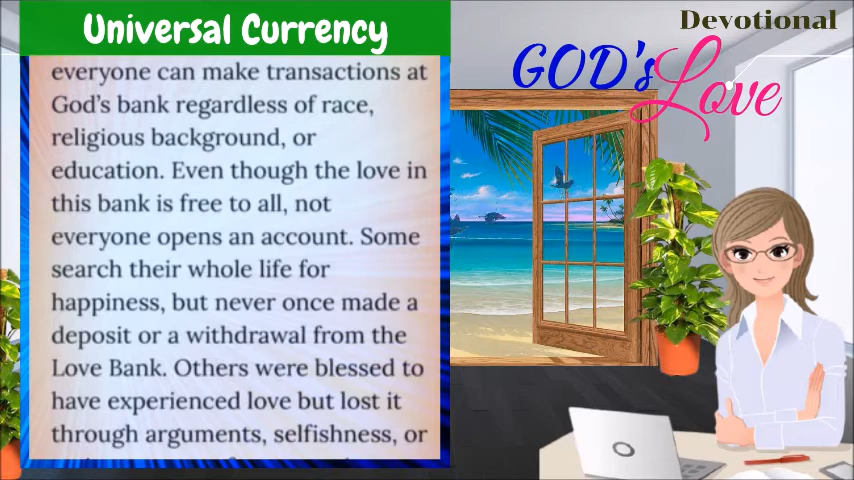 Universal Currency
everyone can make transactions at
God's bank regardless of race,
religious background, or
education. Even though the love in
this bank is free to all, not
everyone opens an account. Some
search their whole life for
happiness, but never once made a
deposit or a withdrawal from the
Love Bank. Others were blessed to
have experienced love but lost it
through arguments, selfishness, or
Devotional
GOD's
Love